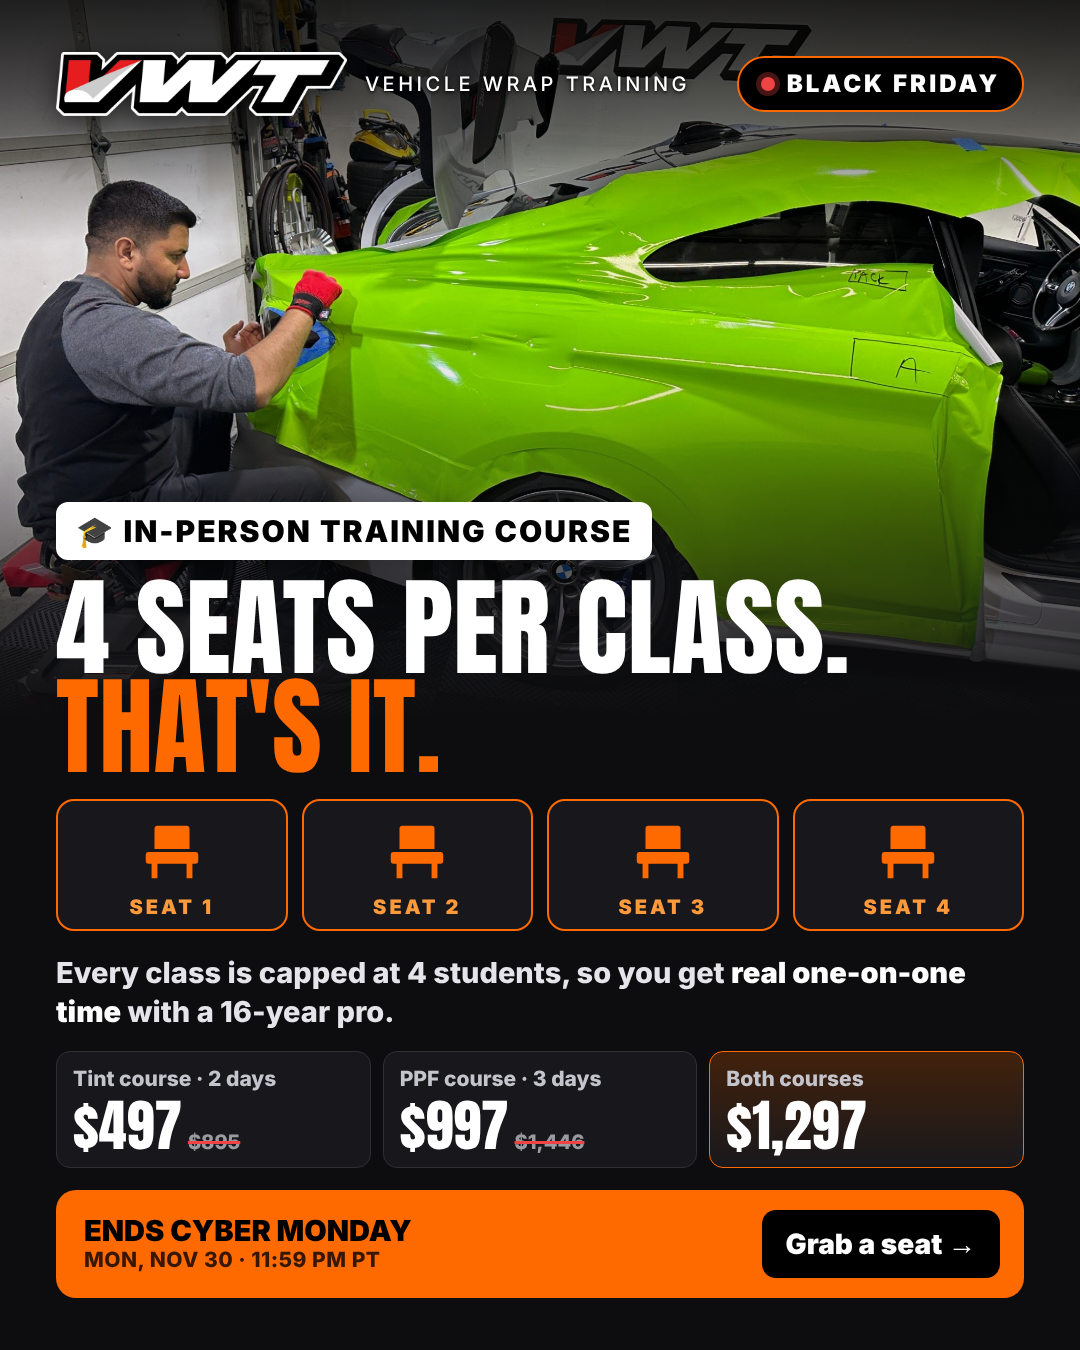 VWT
VEHICLE WRAP TRAINING
BLACK FRIDAY
VWT
PACK
A
🎓 IN-PERSON TRAINING COURSE
4 SEATS PER CLASS.
THAT'S IT.
SEAT 1
SEAT 2
SEAT 3
SEAT 4
Every class is capped at 4 students, so you get real one-on-one
time with a 16-year pro.
Tint course · 2 days
$497 $895
PPF course · 3 days
$997 $1,446
Both courses
$1,297
ENDS CYBER MONDAY
MON, NOV 30 · 11:59 PM PT
Grab a seat →